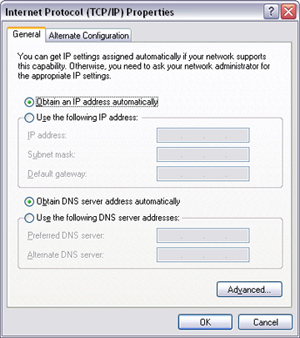 Internet Protocol (TCP/IP) Properties
General
Alternate Configuration
You can get IP settings assigned automatically if your network supports
this capability. Otherwise, you need to ask your network administrator for
the appropriate IP settings.
Obtain an IP address automatically
Use the following IP address:
IP address:
Subnet mask:
Default gateway:
Obtain DNS server address automatically
Use the following DNS server addresses:
Preferred DNS server:
Alternate DNS server:
Advanced...
OK
Cancel